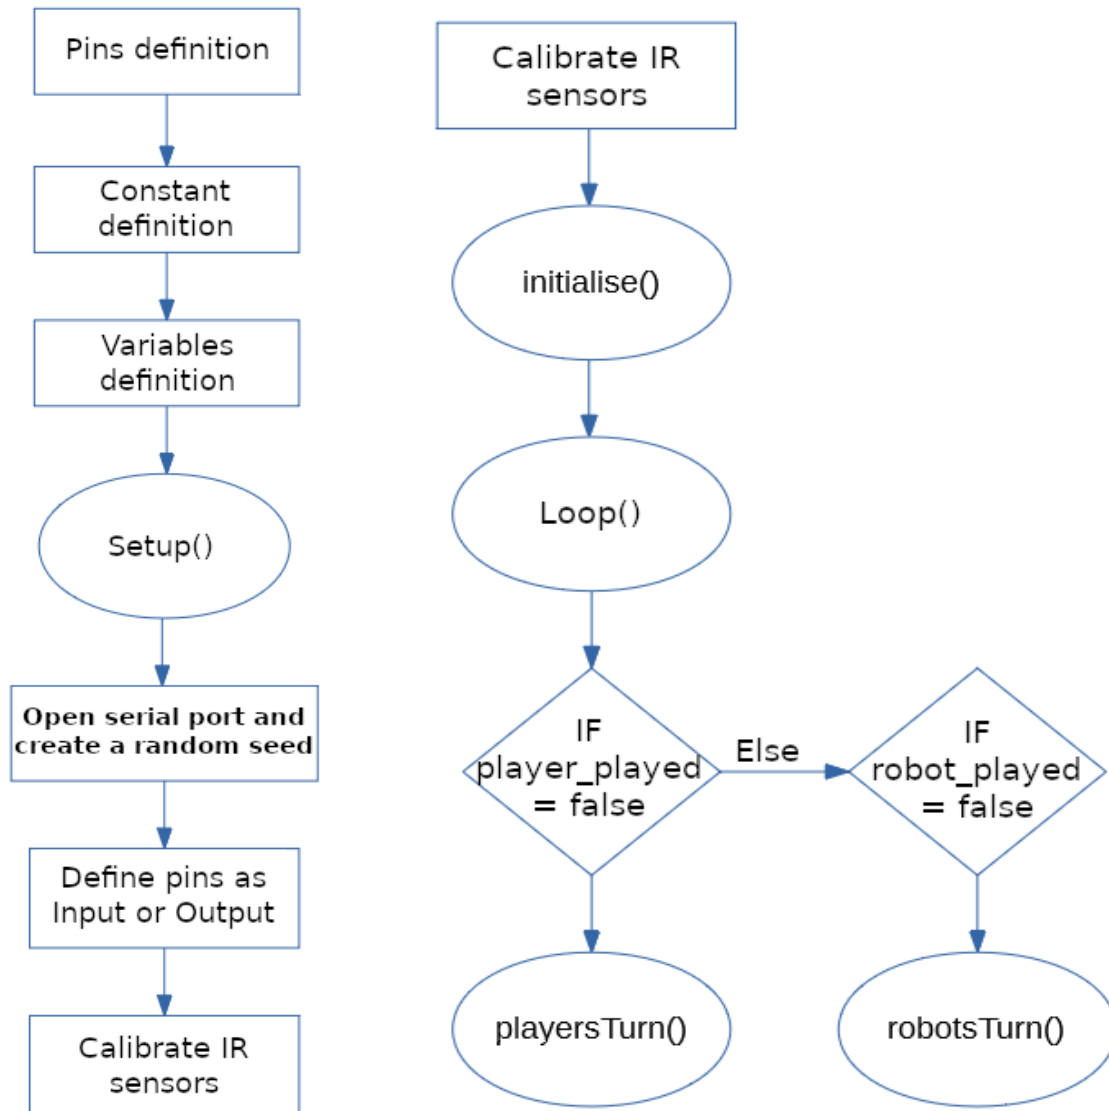 Pins definition
Constant
definition
Variables
definition
Setup()
Open serial port and
create a random seed
Define pins as
Input or Output
Calibrate IR
sensors
Calibrate IR
sensors
initialise()
Loop()
IF
player_played
= false
Else
IF
robot_played
= false
playersTurn()
robotsTurn()